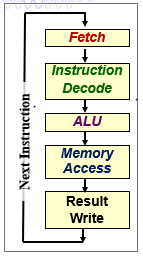 Fetch
Instruction
Decode
ALU
Memory
Access
Result
Write
Next Instruction